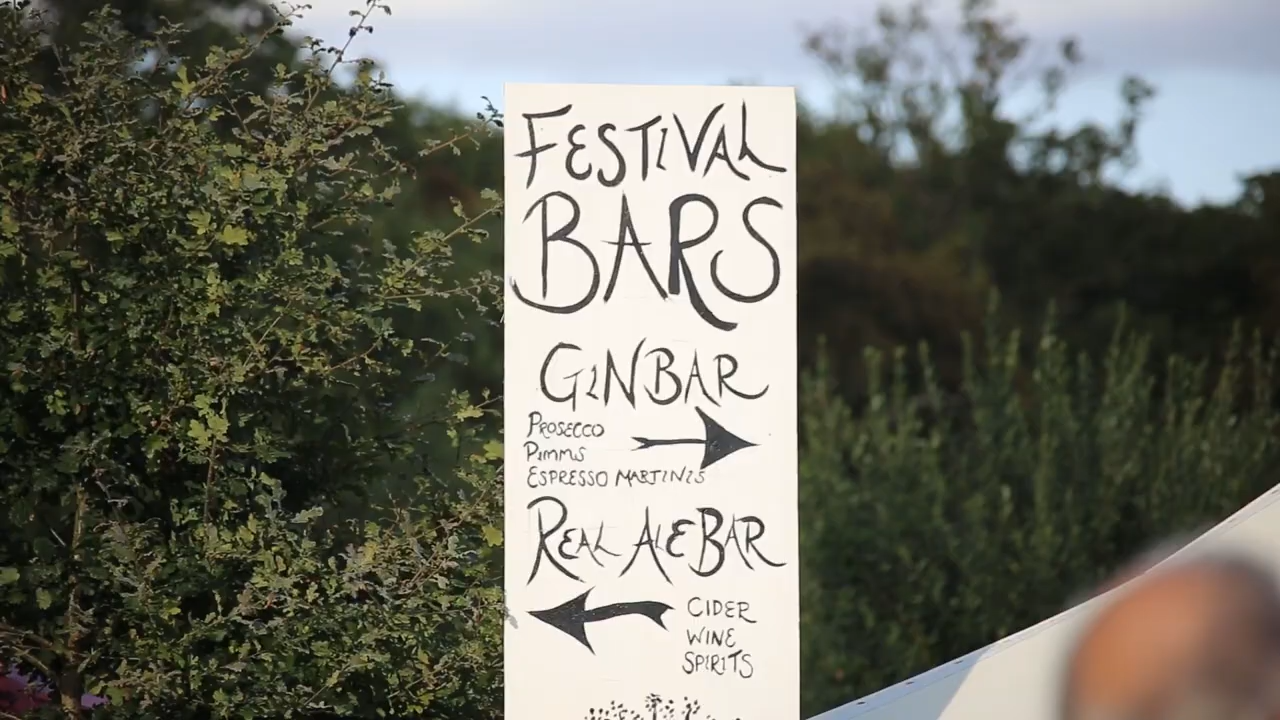 FESTIVAL
BARS
GIN BAR
PROSECCO
PIMMS
ESPRESSO MARTINIS
REAL ALE BAR
CIDER
WINE
SPIRITS